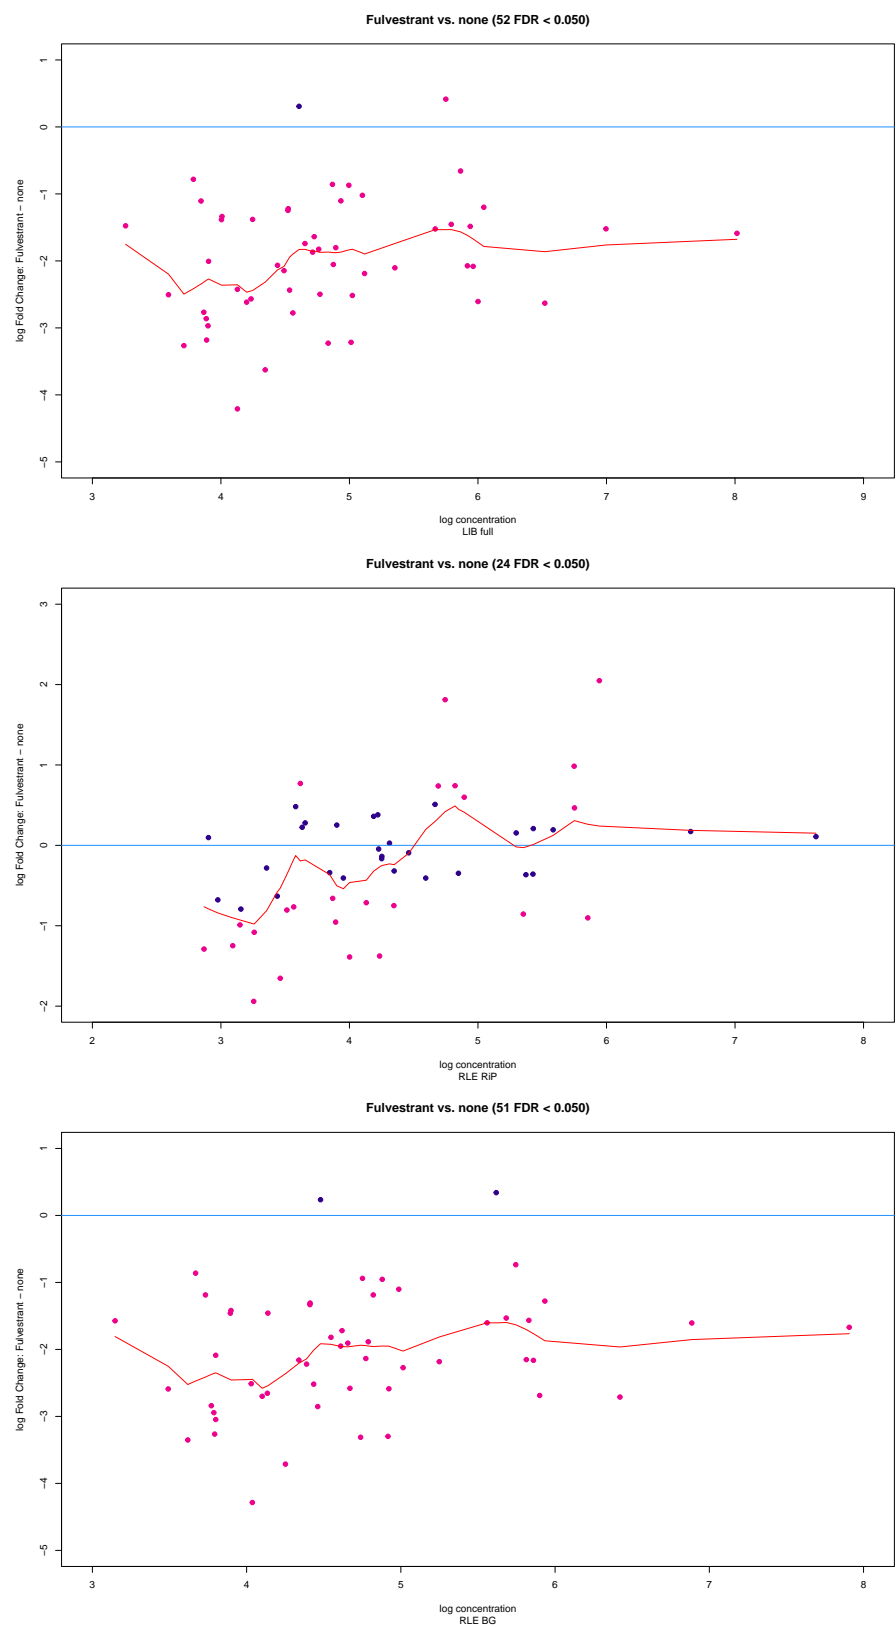 Fulvestrant vs. none (52 FDR < 0.050)
1
0
−1
−2
−3
−4
−5
log Fold Change: Fulvestrant − none
3 4 5 6 7 8 9
log concentration
LIB full
Fulvestrant vs. none (24 FDR < 0.050)
3
2
1
0
−1
−2
log Fold Change: Fulvestrant − none
2 3 4 5 6 7 8
log concentration
RLE RiP
Fulvestrant vs. none (51 FDR < 0.050)
1
0
−1
−2
−3
−4
−5
log Fold Change: Fulvestrant − none
3 4 5 6 7 8
log concentration
RLE BG